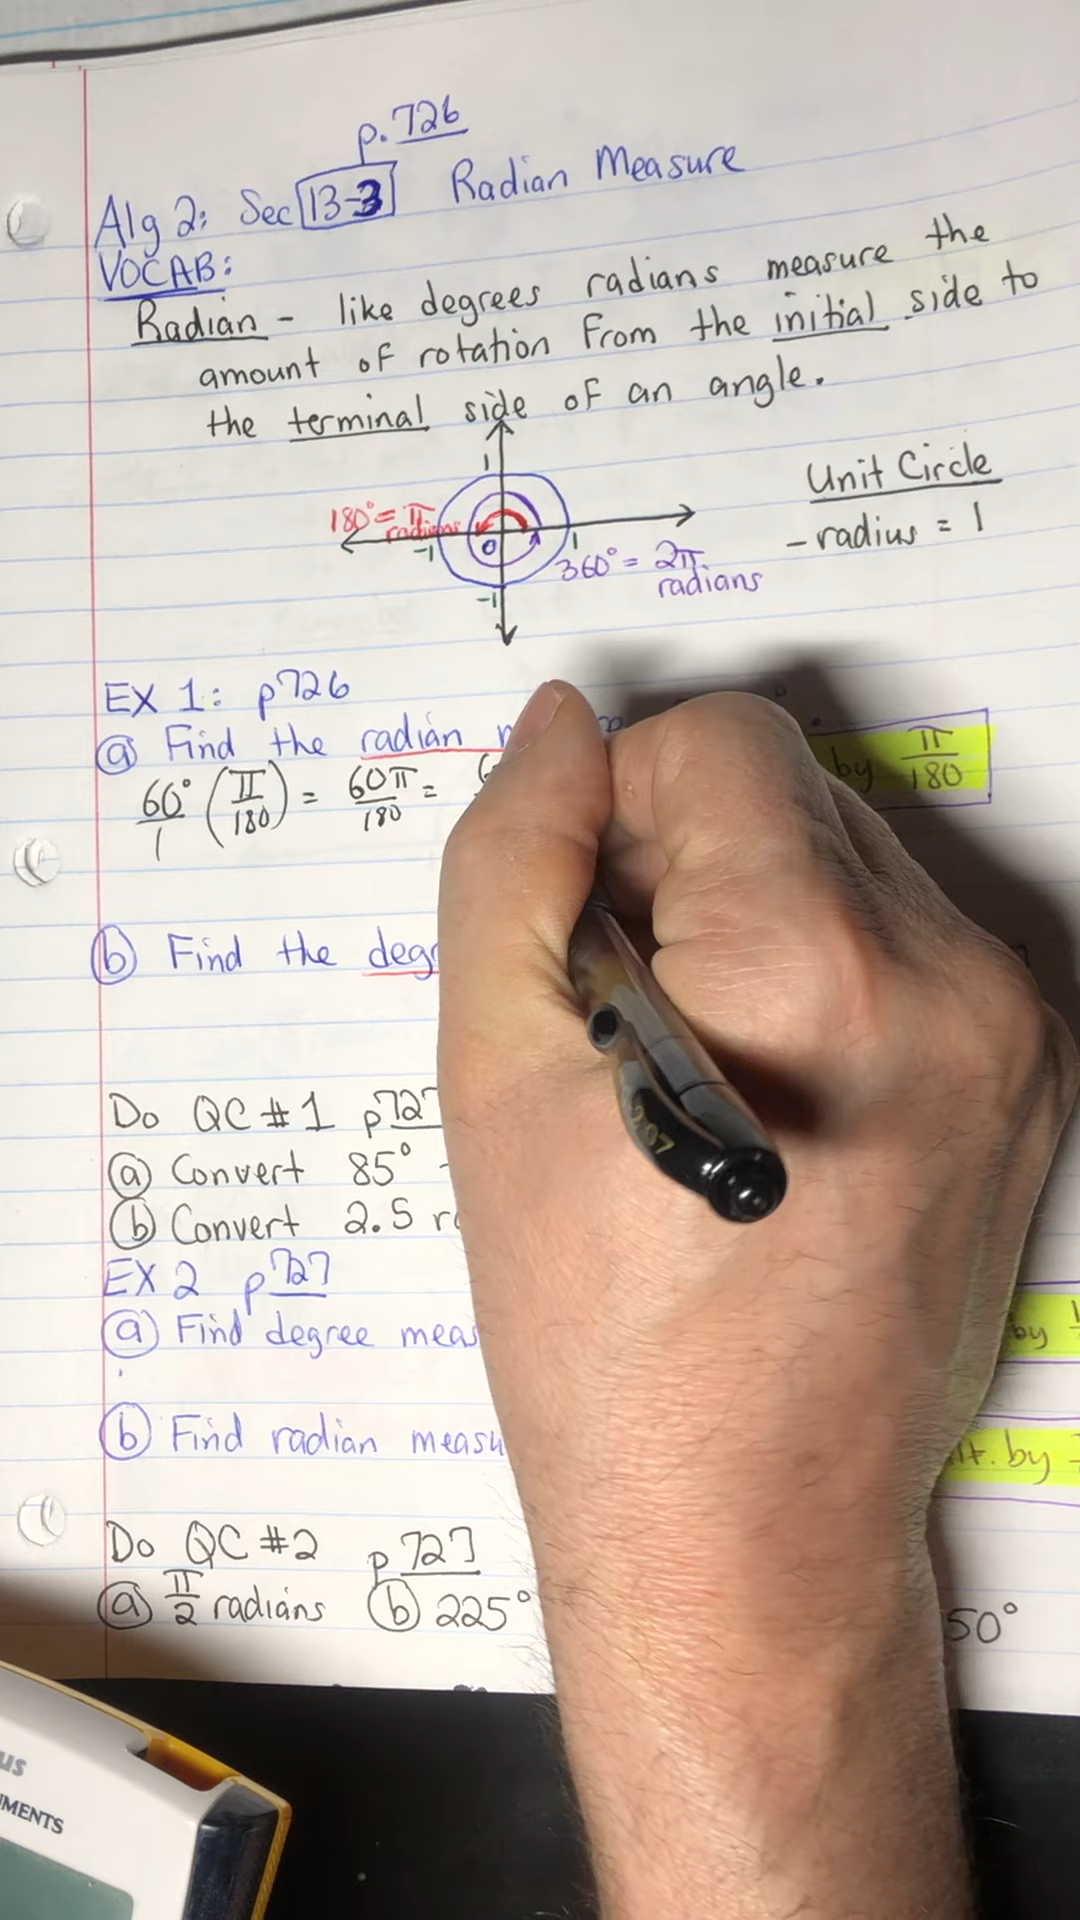 p. 726
Alg 2: Sec 13-3 Radian Measure
VOCAB:
Radian - like degrees radians measure the
amount of rotation from the initial side to
the terminal side of an angle.
1
180° = π radians
-1
0
1
360° = 2π radians
-1
Unit Circle
- radius = 1
EX 1: p726
a Find the radian
by π/180
60°/1 (π/180) = 60π/180 =
b Find the
Do QC #1 p727
a Convert 85°
b Convert 2.5
EX 2 p727
a Find degree
by
b Find radian
by
Do QC #2 p727
a π/2 radians b 225°
50°